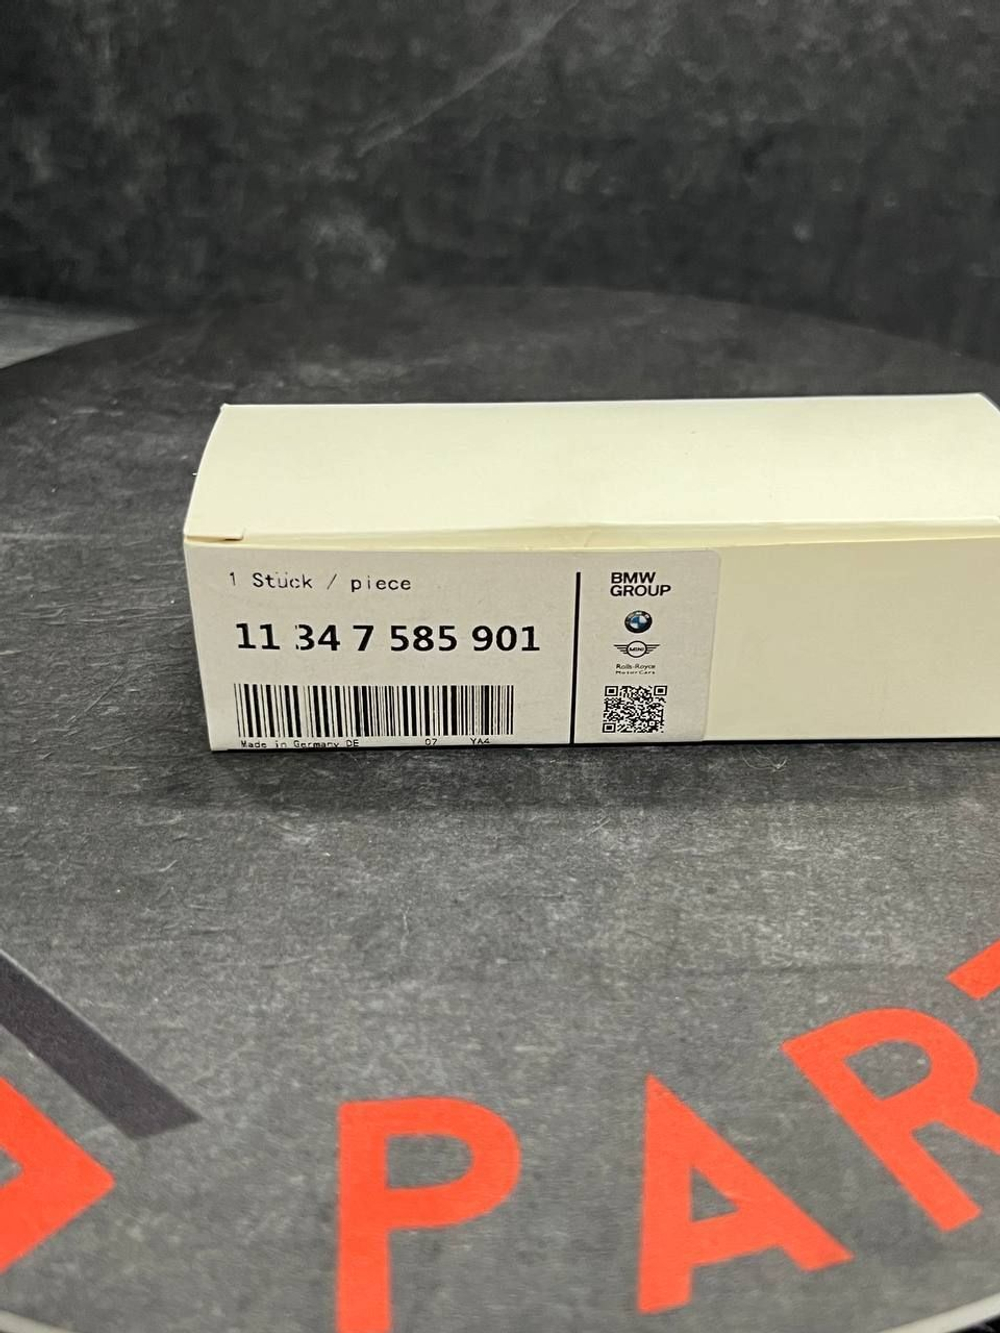 1 Stück / piece
11 34 7 585 901
Made in Germany DE 07 YA4
BMW
GROUP
MINI
Rolls-Royce
Motor Cars
PART